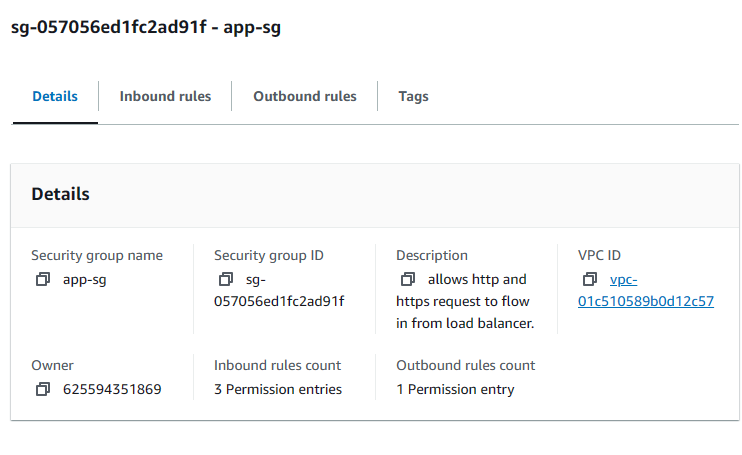 sg-057056ed1fc2ad91f - app-sg
Details
Inbound rules
Outbound rules
Tags
Details
Security group name
app-sg
Security group ID
sg-
057056ed1fc2ad91f
Description
allows http and
https request to flow
in from load balancer.
VPC ID
vpc-
01c510589b0d12c57
Owner
625594351869
Inbound rules count
3 Permission entries
Outbound rules count
1 Permission entry